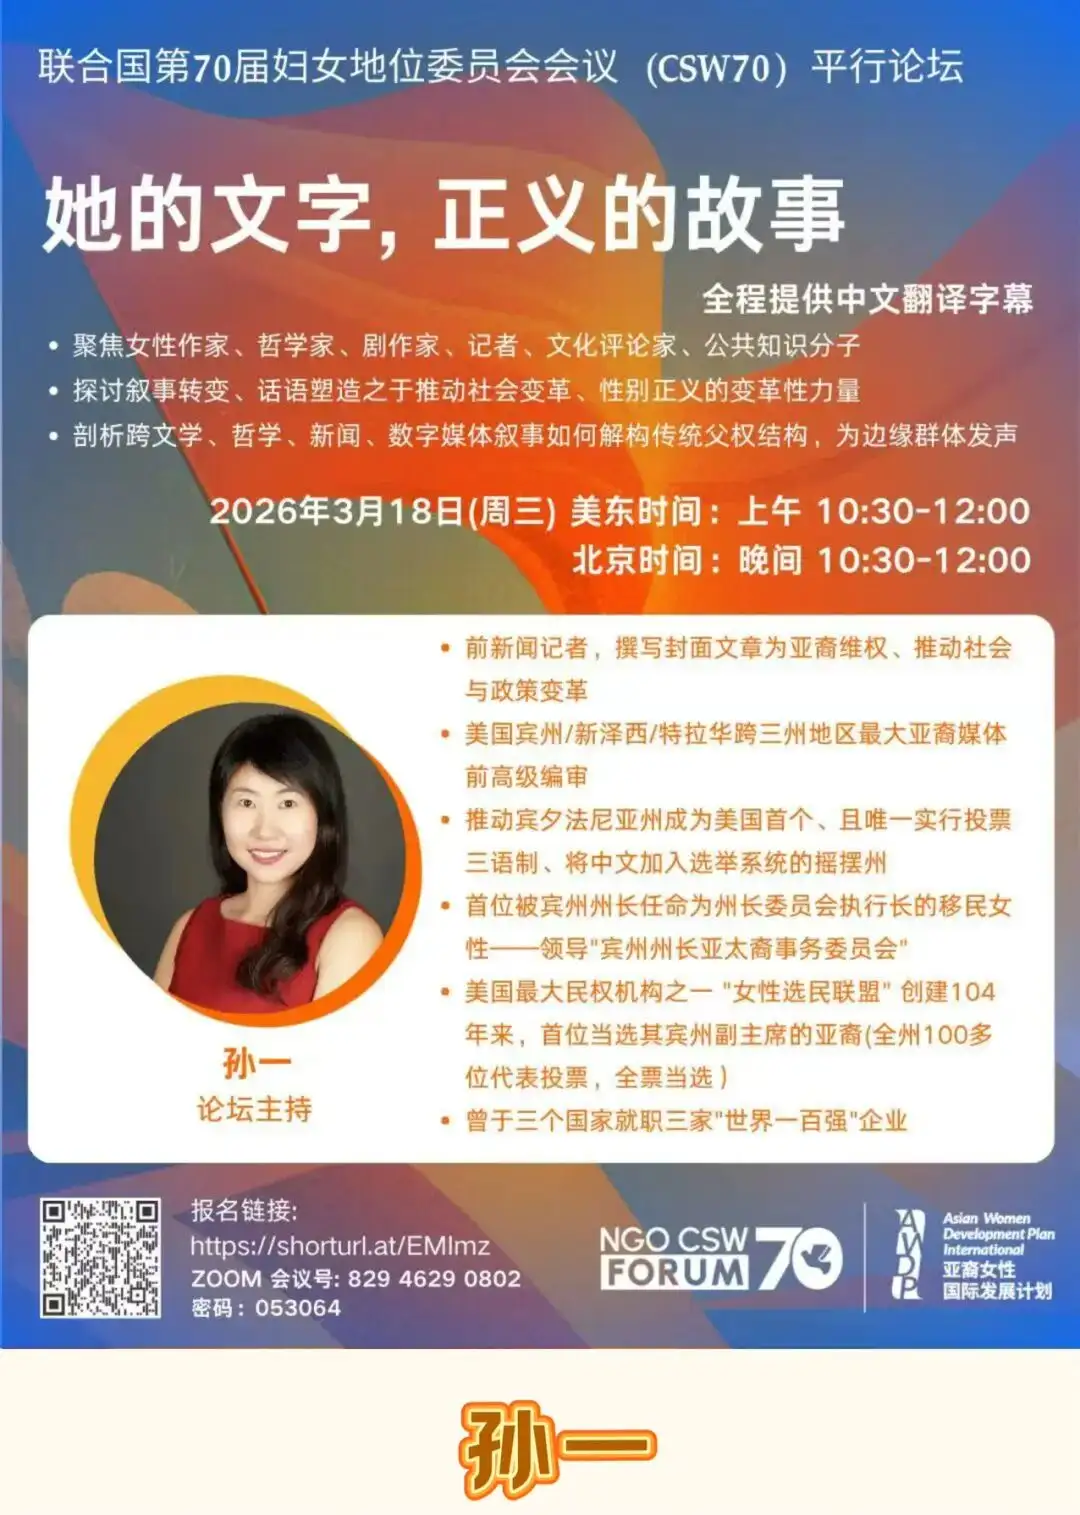 联合国第70届妇女地位委员会会议（CSW70）平行论坛
她的文字，正义的故事
全程提供中文翻译字幕
• 聚焦女性作家、哲学家、剧作家、记者、文化评论家、公共知识分子
• 探讨叙事转变、话语塑造之于推动社会变革、性别正义的变革性力量
• 剖析跨文学、哲学、新闻、数字媒体叙事如何解构传统父权结构，为边缘群体发声
2026年3月18日(周三) 美东时间：上午 10:30-12:00
北京时间：晚间 10:30-12:00
• 前新闻记者，撰写封面文章为亚裔维权、推动社会
与政策变革
• 美国宾州/新泽西/特拉华跨三州地区最大亚裔媒体
前高级编审
• 推动宾夕法尼亚州成为美国首个、且唯一实行投票
三语制、将中文加入选举系统的摇摆州
• 首位被宾州州长任命为州长委员会执行长的移民女
性——领导"宾州州长亚太裔事务委员会"
• 美国最大民权机构之一 "女性选民联盟" 创建104
年来，首位当选其宾州副主席的亚裔(全州100多
位代表投票，全票当选）
• 曾于三个国家就职三家"世界一百强"企业
孙一
论坛主持
报名链接:
https://shorturl.at/EMImz
ZOOM 会议号: 829 4629 0802
密码：053064
NGO CSW
FORUM 70
AWDP
Asian Women
Development Plan
International
亚裔女性
国际发展计划
孙一